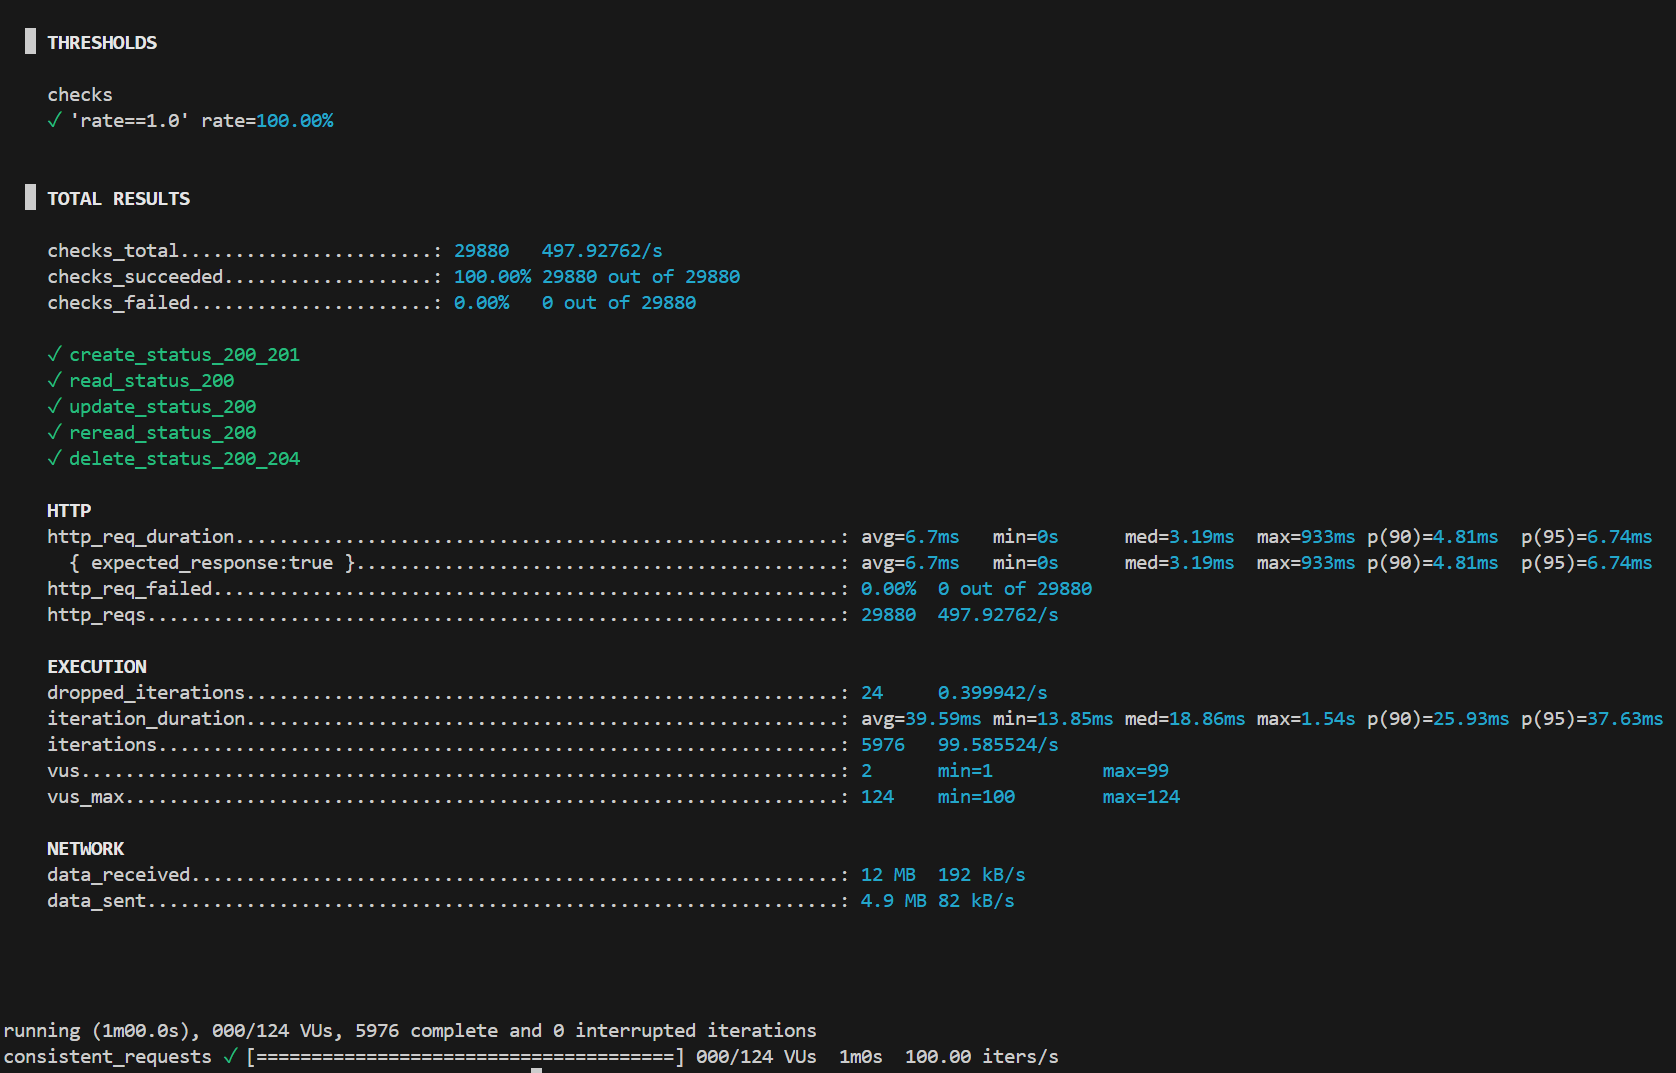 THRESHOLDS
checks
✓ 'rate==1.0' rate=100.00%
TOTAL RESULTS
checks_total.......................: 29880   497.92762/s
checks_succeeded...................: 100.00% 29880 out of 29880
checks_failed......................: 0.00%   0 out of 29880
✓ create_status_200_201
✓ read_status_200
✓ update_status_200
✓ reread_status_200
✓ delete_status_200_204
HTTP
http_req_duration.......................................................: avg=6.7ms   min=0s      med=3.19ms  max=933ms p(90)=4.81ms  p(95)=6.74ms
{ expected_response:true }............................................: avg=6.7ms   min=0s      med=3.19ms  max=933ms p(90)=4.81ms  p(95)=6.74ms
http_req_failed.........................................................: 0.00%  0 out of 29880
http_reqs...............................................................: 29880  497.92762/s
EXECUTION
dropped_iterations......................................................: 24     0.399942/s
iteration_duration......................................................: avg=39.59ms min=13.85ms med=18.86ms max=1.54s p(90)=25.93ms p(95)=37.63ms
iterations..............................................................: 5976   99.585524/s
vus.....................................................................: 2      min=1          max=99
vus_max.................................................................: 124    min=100        max=124
NETWORK
data_received...........................................................: 12 MB  192 kB/s
data_sent...............................................................: 4.9 MB 82 kB/s
running (1m00.0s), 000/124 VUs, 5976 complete and 0 interrupted iterations
consistent_requests ✓ [======================================] 000/124 VUs  1m0s  100.00 iters/s